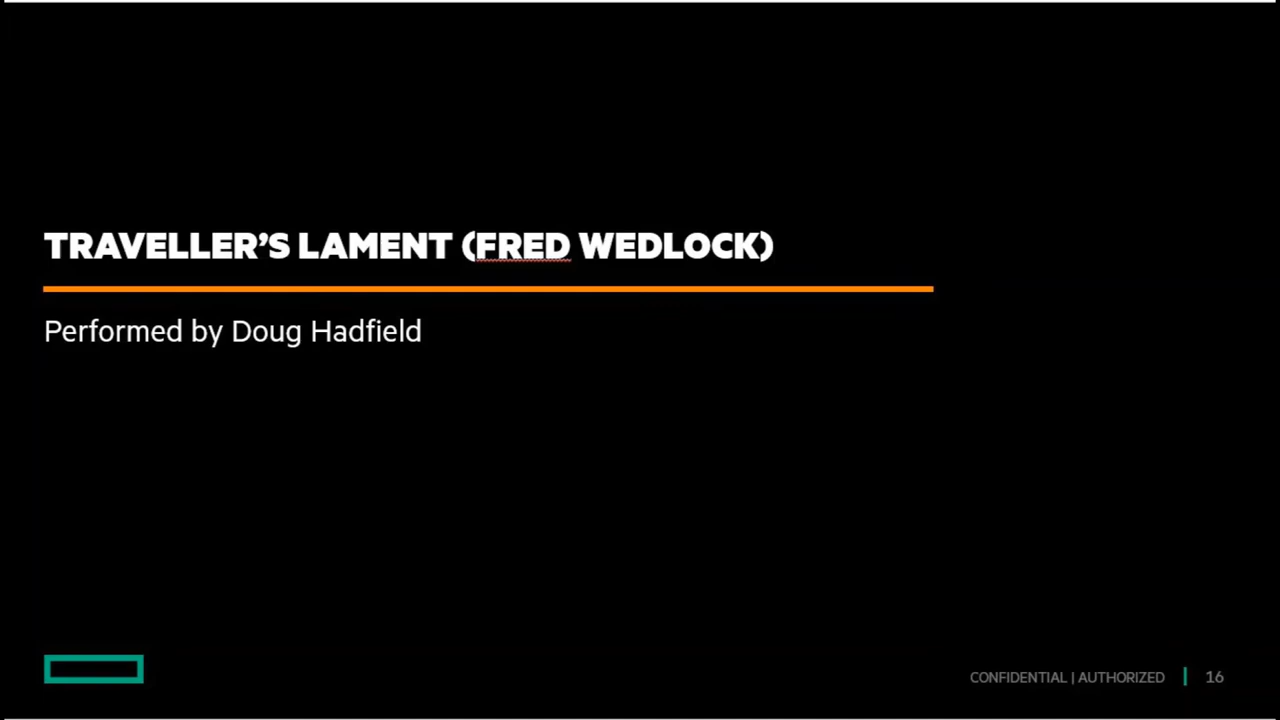 TRAVELLER’S LAMENT (FRED WEDLOCK)
Performed by Doug Hadfield
CONFIDENTIAL | AUTHORIZED | 16